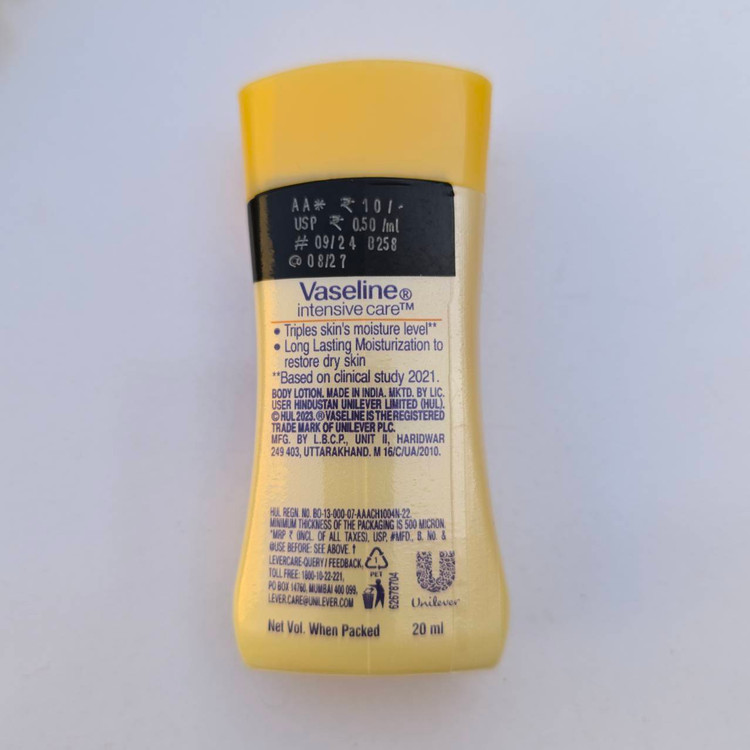 AA* ₹ 10/-
USP ₹ 0.50 /ml
# 09/24 B258
@ 08/27
Vaseline®
intensive care™
• Triples skin's moisture level**
• Long Lasting Moisturization to
restore dry skin
**Based on clinical study 2021.
BODY LOTION. MADE IN INDIA. MKTD. BY LIC.
USER HINDUSTAN UNILEVER LIMITED (HUL).
© HUL 2023. ® VASELINE IS THE REGISTERED
TRADE MARK OF UNILEVER PLC.
MFG. BY L.B.C.P., UNIT II, HARIDWAR
249 403, UTTARAKHAND. M 16/C/UA/2010.
HUL REGN. NO. BO-13-000-07-AAACH1004N-22.
MINIMUM THICKNESS OF THE PACKAGING IS 500 MICRON.
*MRP ₹ (INCL. OF ALL TAXES), USP, #MFD., B. No. &
@USE BEFORE: SEE ABOVE. †
LEVERCARE-QUERY / FEEDBACK.
TOLL FREE: 1800-10-22-221,
PO BOX 14760, MUMBAI 400 099,
LEVER.CARE@UNILEVER.COM
1
PET
62678704
Unilever
Net Vol. When Packed 20 ml